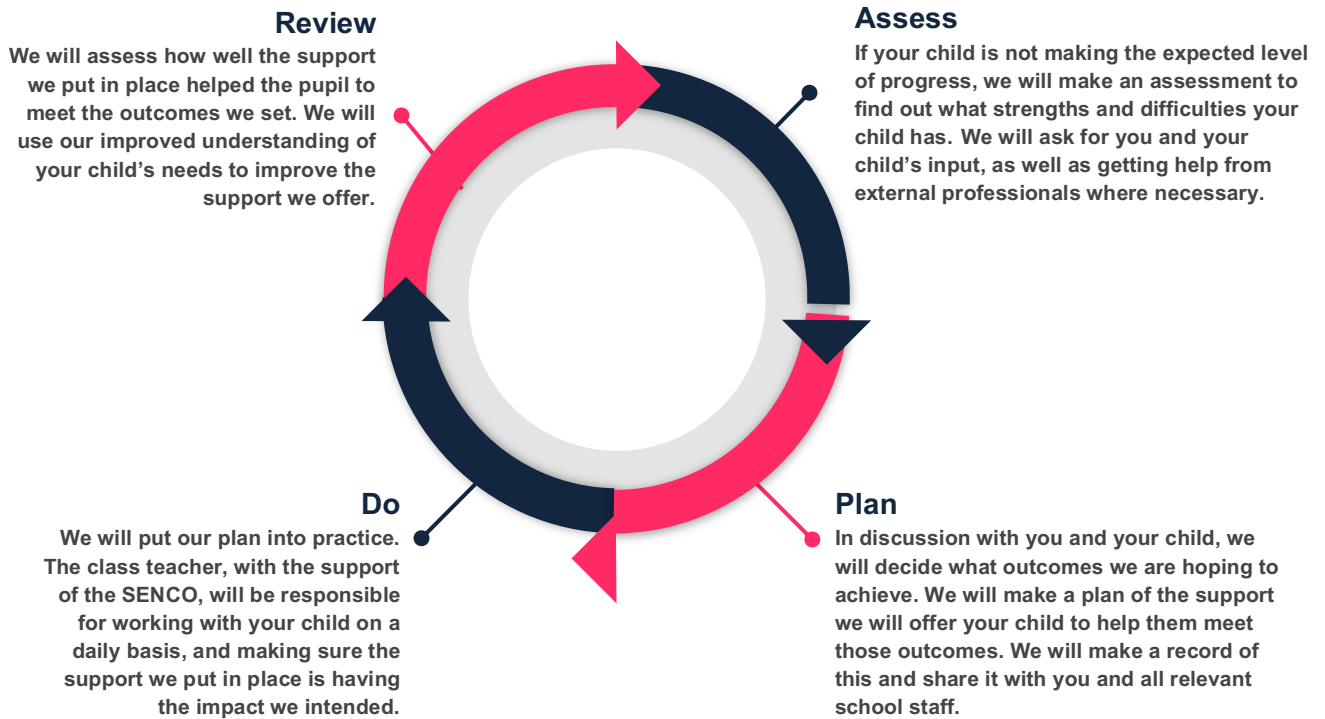 Review
We will assess how well the support
we put in place helped the pupil to
meet the outcomes we set. We will
use our improved understanding of
your child’s needs to improve the
support we offer.
Assess
If your child is not making the expected level
of progress, we will make an assessment to
find out what strengths and difficulties your
child has. We will ask for you and your
child’s input, as well as getting help from
external professionals where necessary.
Do
We will put our plan into practice.
The class teacher, with the support
of the SENCO, will be responsible
for working with your child on a
daily basis, and making sure the
support we put in place is having
the impact we intended.
Plan
In discussion with you and your child, we
will decide what outcomes we are hoping to
achieve. We will make a plan of the support
we will offer your child to help them meet
those outcomes. We will make a record of
this and share it with you and all relevant
school staff.